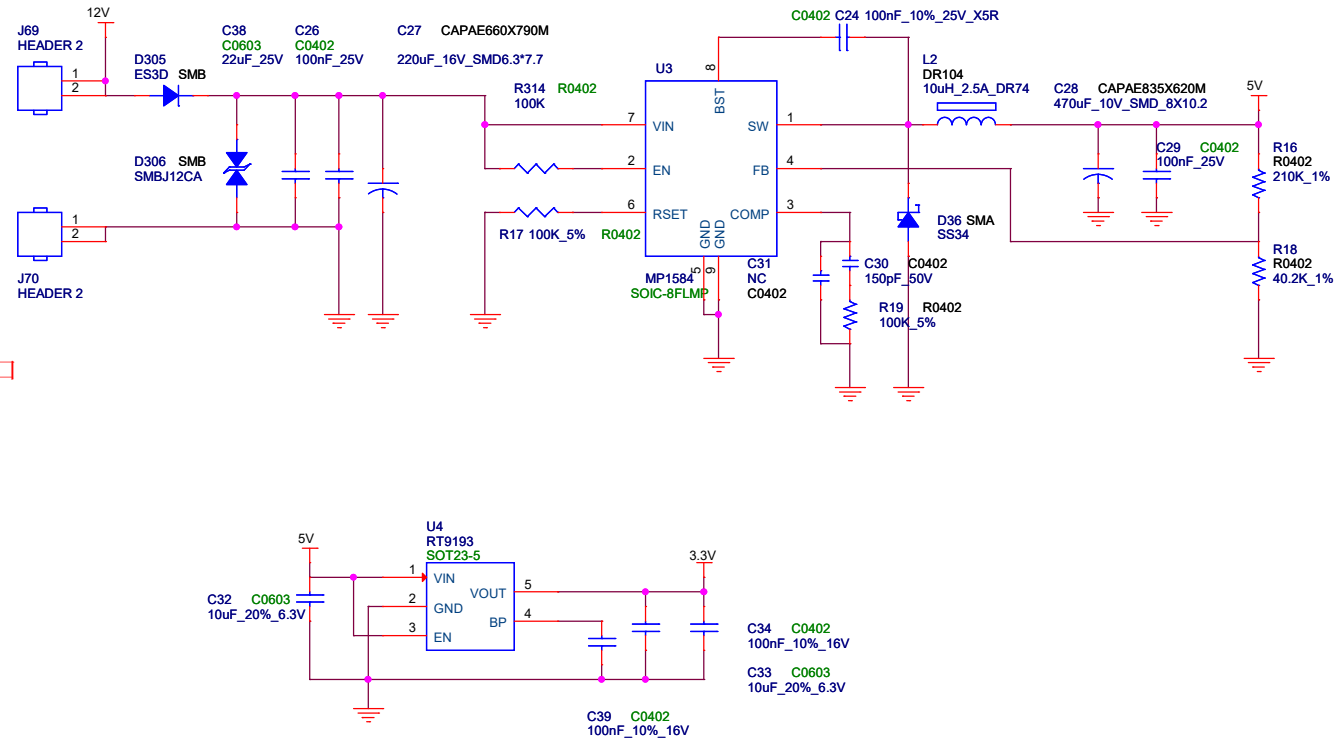 12V
J69
HEADER 2
1
2
D305
ES3D SMB
C38
C0603
22uF_25V
C26
C0402
100nF_25V
C27 CAPAE660X790M
220uF_16V_SMD6.3*7.7
D306 SMB
SMBJ12CA
1
2
J70
HEADER 2
R314 R0402
100K
R17 100K_5% R0402
U3
8
BST
7 VIN
2 EN
6 RSET
SW 1
FB 4
COMP 3
GND
GND
5
9
MP1584
SOIC-8FLMP
C0402 C24 100nF_10%_25V_X5R
L2
DR104
10uH_2.5A_DR74
C31
NC
C0402
C30 C0402
150pF_50V
R19 R0402
100K_5%
D36 SMA
SS34
C28 CAPAE835X620M
470uF_10V_SMD_8X10.2
C29 C0402
100nF_25V
5V
R16
R0402
210K_1%
R18
R0402
40.2K_1%
5V
C32 C0603
10uF_20%_6.3V
U4
RT9193
SOT23-5
1 VIN
2 GND
3 EN
VOUT 5
BP 4
3.3V
C34 C0402
100nF_10%_16V
C33 C0603
10uF_20%_6.3V
C39 C0402
100nF_10%_16V